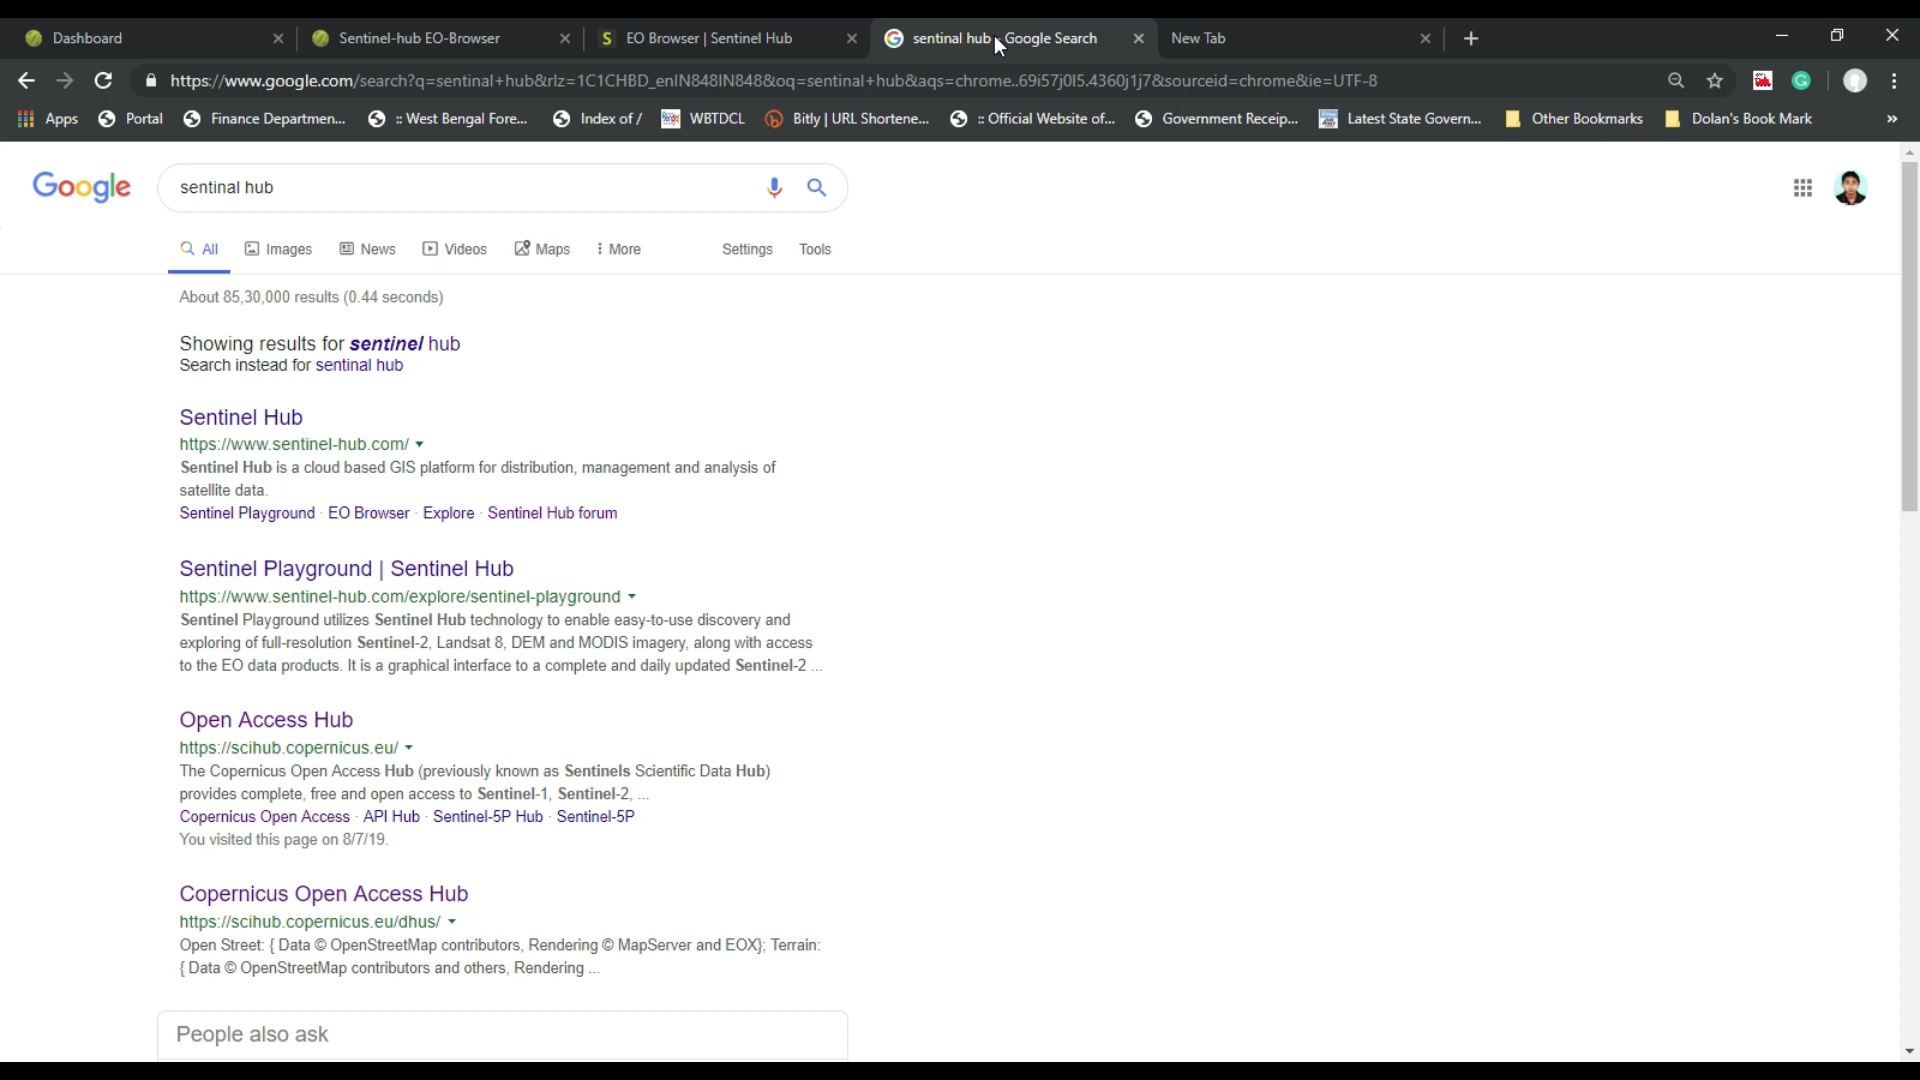 Dashboard
Sentinel-hub EO-Browser
S EO Browser | Sentinel Hub
sentinal hub - Google Search
New Tab
https://www.google.com/search?q=sentinal+hub&rlz=1C1CHBD_enIN848IN848&oq=sentinal+hub&aqs=chrome..69i57j0l5.4360j1j7&sourceid=chrome&ie=UTF-8
Apps
Portal
Finance Departmen...
:: West Bengal Fore...
Index of /
WBTDCL
Bitly | URL Shortene...
:: Official Website of...
Government Receip...
Latest State Govern...
Other Bookmarks
Dolan's Book Mark
»
Google
sentinal hub
All
Images
News
Videos
Maps
More
Settings
Tools
About 85,30,000 results (0.44 seconds)
Showing results for sentinel hub
Search instead for sentinal hub
Sentinel Hub
https://www.sentinel-hub.com/
Sentinel Hub is a cloud based GIS platform for distribution, management and analysis of
satellite data.
Sentinel Playground · EO Browser · Explore · Sentinel Hub forum
Sentinel Playground | Sentinel Hub
https://www.sentinel-hub.com/explore/sentinel-playground
Sentinel Playground utilizes Sentinel Hub technology to enable easy-to-use discovery and
exploring of full-resolution Sentinel-2, Landsat 8, DEM and MODIS imagery, along with access
to the EO data products. It is a graphical interface to a complete and daily updated Sentinel-2 ...
Open Access Hub
https://scihub.copernicus.eu/
The Copernicus Open Access Hub (previously known as Sentinels Scientific Data Hub)
provides complete, free and open access to Sentinel-1, Sentinel-2, ...
Copernicus Open Access · API Hub · Sentinel-5P Hub · Sentinel-5P
You visited this page on 8/7/19.
Copernicus Open Access Hub
https://scihub.copernicus.eu/dhus/
Open Street: { Data © OpenStreetMap contributors, Rendering © MapServer and EOX}; Terrain:
{ Data © OpenStreetMap contributors and others, Rendering ...
People also ask